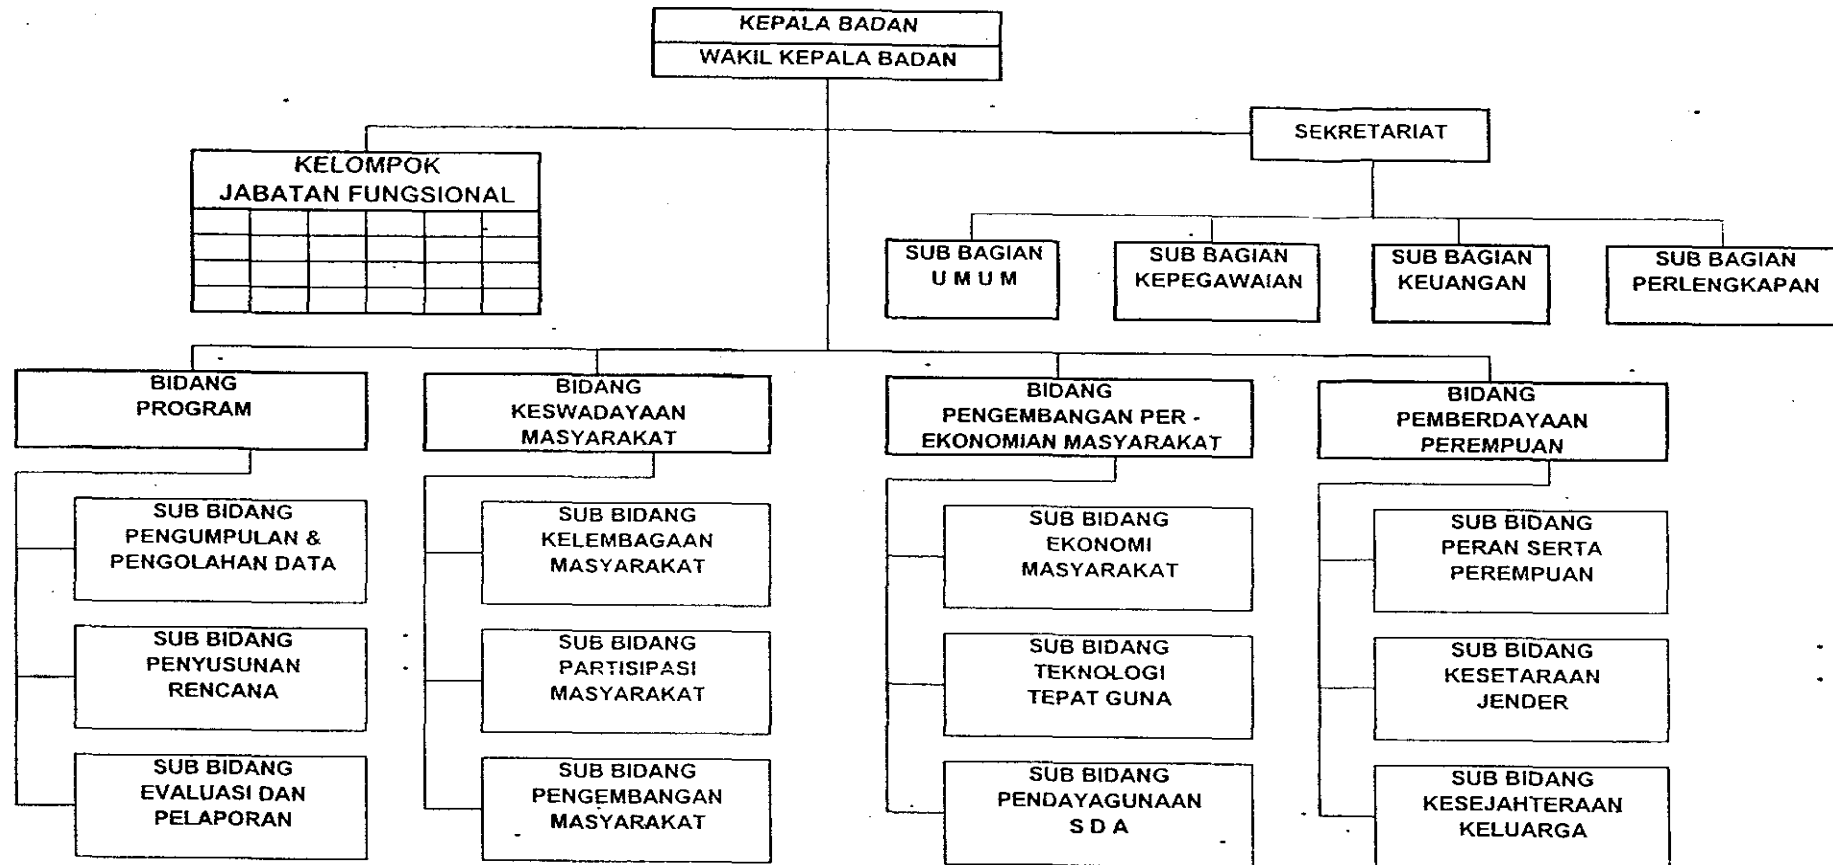 KEPALA BADAN
WAKIL KEPALA BADAN
SEKRETARIAT
KELOMPOK
JABATAN FUNGSIONAL
SUB BAGIAN
U M U M
SUB BAGIAN
KEPEGAWAIAN
SUB BAGIAN
KEUANGAN
SUB BAGIAN
PERLENGKAPAN
BIDANG
PROGRAM
BIDANG
KESWADAYAAN
MASYARAKAT
BIDANG
PENGEMBANGAN PER -
EKONOMIAN MASYARAKAT
BIDANG
PEMBERDAYAAN
PEREMPUAN
SUB BIDANG
PENGUMPULAN &
PENGOLAHAN DATA
SUB BIDANG
KELEMBAGAAN
MASYARAKAT
SUB BIDANG
EKONOMI
MASYARAKAT
SUB BIDANG
PERAN SERTA
PEREMPUAN
SUB BIDANG
PENYUSUNAN
RENCANA
SUB BIDANG
PARTISIPASI
MASYARAKAT
SUB BIDANG
TEKNOLOGI
TEPAT GUNA
SUB BIDANG
KESETARAAN
JENDER
SUB BIDANG
EVALUASI DAN
PELAPORAN
SUB BIDANG
PENGEMBANGAN
MASYARAKAT
SUB BIDANG
PENDAYAGUNAAN
S D A
SUB BIDANG
KESEJAHTERAAN
KELUARGA